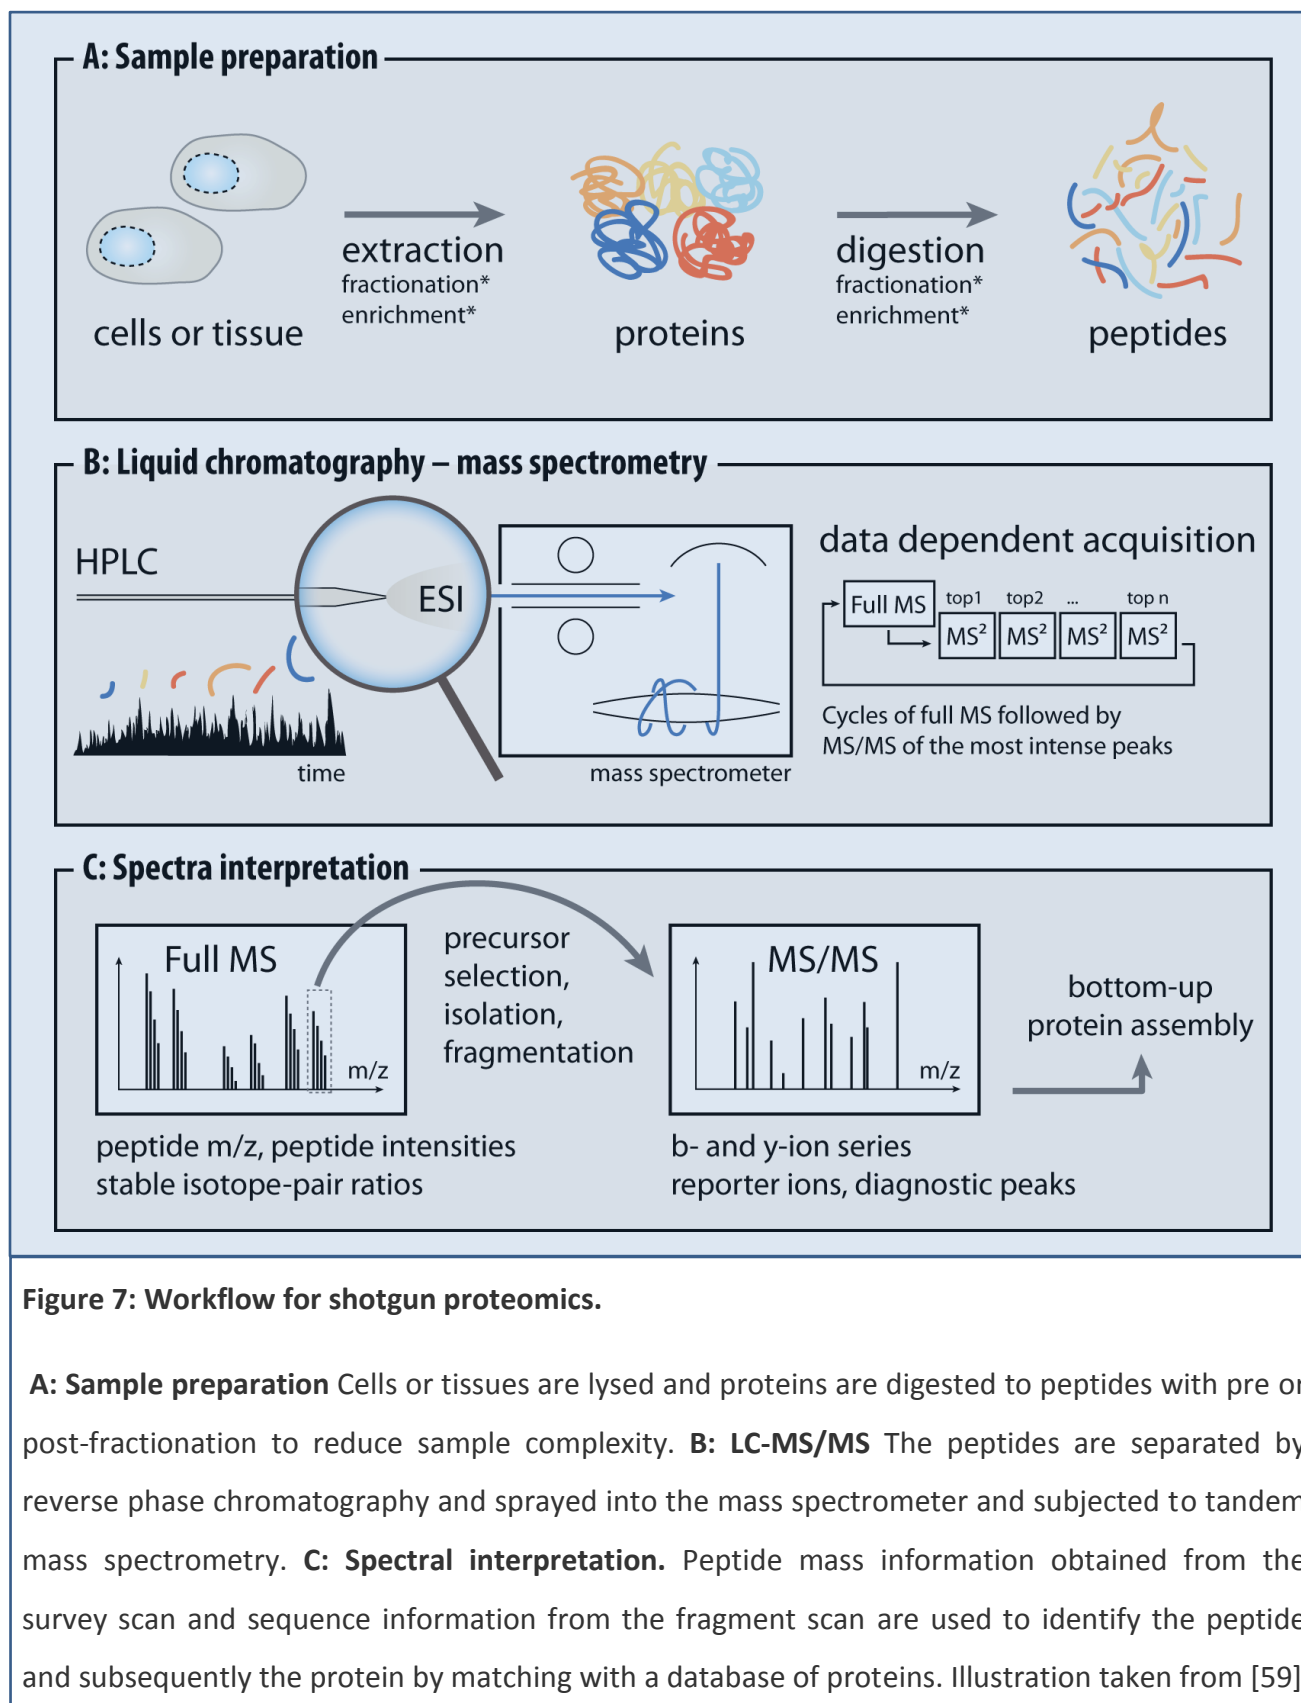 A: Sample preparation
extraction
fractionation*
enrichment*
digestion
fractionation*
enrichment*
cells or tissue
proteins
peptides
B: Liquid chromatography – mass spectrometry
HPLC
ESI
time
mass spectrometer
data dependent acquisition
Full MS
top1 top2 ... top n
MS² MS² MS² MS²
Cycles of full MS followed by
MS/MS of the most intense peaks
C: Spectra interpretation
Full MS
m/z
peptide m/z, peptide intensities
stable isotope-pair ratios
precursor
selection,
isolation,
fragmentation
MS/MS
m/z
b- and y-ion series
reporter ions, diagnostic peaks
bottom-up
protein assembly
Figure 7: Workflow for shotgun proteomics.
A: Sample preparation Cells or tissues are lysed and proteins are digested to peptides with pre or
post-fractionation to reduce sample complexity. B: LC-MS/MS The peptides are separated by
reverse phase chromatography and sprayed into the mass spectrometer and subjected to tandem
mass spectrometry. C: Spectral interpretation. Peptide mass information obtained from the
survey scan and sequence information from the fragment scan are used to identify the peptide
and subsequently the protein by matching with a database of proteins. Illustration taken from [59]